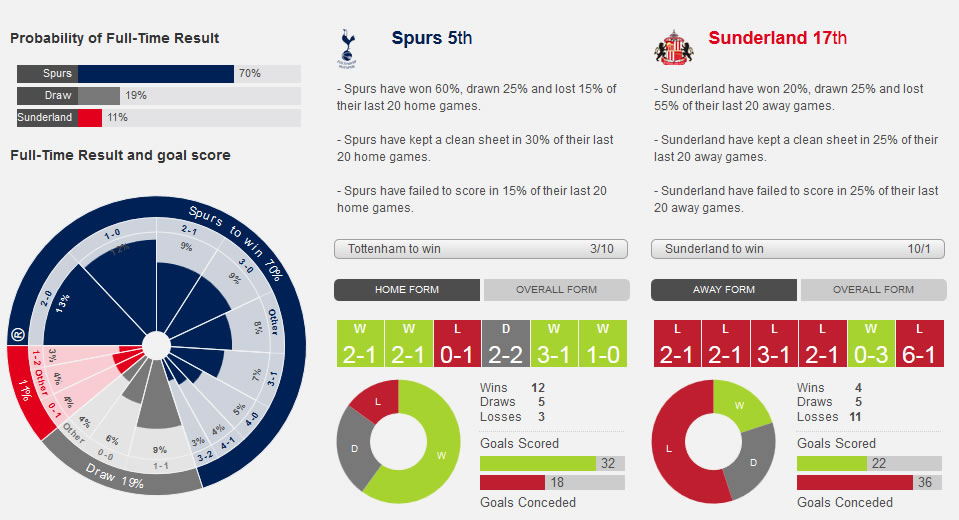 Probability of Full-Time Result
Spurs 70%
Draw 19%
Sunderland 11%
Full-Time Result and goal score
Spurs to win 70%
1-0
12%
2-1
9%
3-0
9%
Other
8%
3-1
7%
4-0
5%
4-1
4%
3-2
3%
2-0
13%
®
11%
1-2
3%
Other
4%
0-1
4%
Other
4%
0-0
6%
1-1
9%
Draw 19%
Spurs 5th
- Spurs have won 60%, drawn 25% and lost 15% of
their last 20 home games.
- Spurs have kept a clean sheet in 30% of their last
20 home games.
- Spurs have failed to score in 15% of their last 20
home games.
Tottenham to win 3/10
HOME FORM OVERALL FORM
W W L D W W
2-1 2-1 0-1 2-2 3-1 1-0
L
D
W
Wins 12
Draws 5
Losses 3
Goals Scored
32
18
Goals Conceded
Sunderland 17th
- Sunderland have won 20%, drawn 25% and lost
55% of their last 20 away games.
- Sunderland have kept a clean sheet in 25% of their
last 20 away games.
- Sunderland have failed to score in 25% of their last
20 away games.
Sunderland to win 10/1
AWAY FORM OVERALL FORM
L L L L W L
2-1 2-1 3-1 2-1 0-3 6-1
W
L
D
Wins 4
Draws 5
Losses 11
Goals Scored
22
36
Goals Conceded